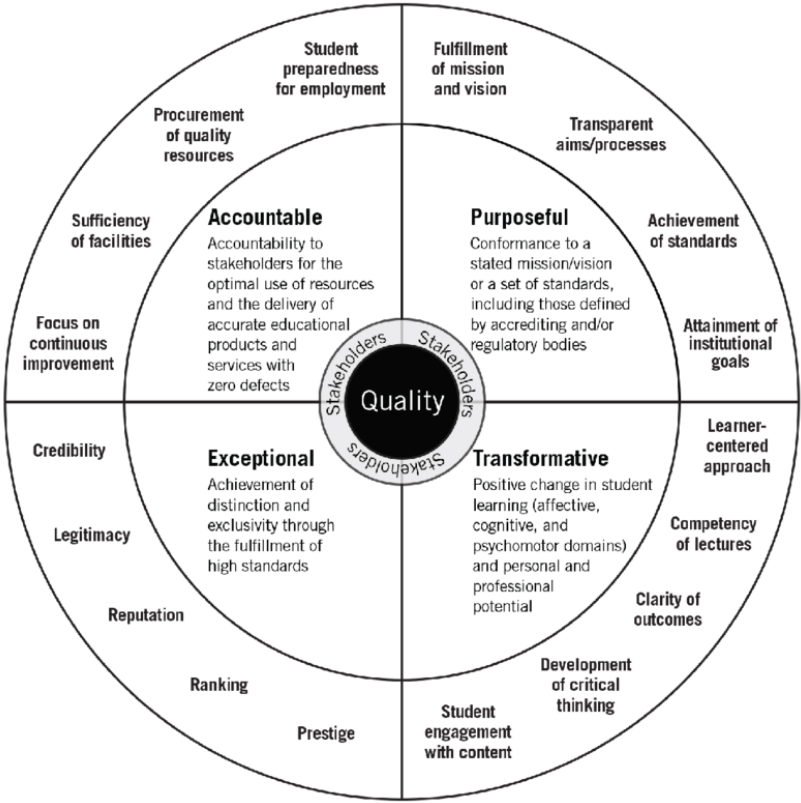 Student
preparedness
for employment
Fulfillment
of mission
and vision
Procurement
of quality
resources
Transparent
aims/processes
Sufficiency
of facilities
Achievement
of standards
Focus on
continuous
improvement
Attainment of
institutional
goals
Accountable
Accountability to
stakeholders for the
optimal use of resources
and the delivery of
accurate educational
products and
services with
zero defects
Purposeful
Conformance to a
stated mission/vision
or a set of standards,
including those defined
by accrediting and/or
regulatory bodies
Stakeholders
Stakeholders
Quality
Stakeholders
Exceptional
Achievement of
distinction and
exclusivity through
the fulfillment of
high standards
Transformative
Positive change in student
learning (affective,
cognitive, and
psychomotor domains)
and personal and
professional
potential
Credibility
Legitimacy
Reputation
Ranking
Prestige
Learner-
centered
approach
Competency
of lectures
Clarity of
outcomes
Development
of critical
thinking
Student
engagement
with content